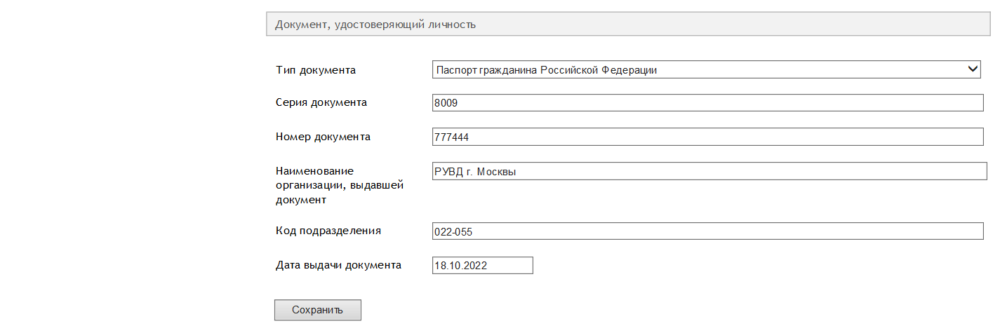 Документ, удостоверяющий личность
Тип документа
Паспорт гражданина Российской Федерации
Серия документа
8009
Номер документа
777444
Наименование
организации, выдавшей
документ
РУВД г. Москвы
Код подразделения
022-055
Дата выдачи документа
18.10.2022
Сохранить